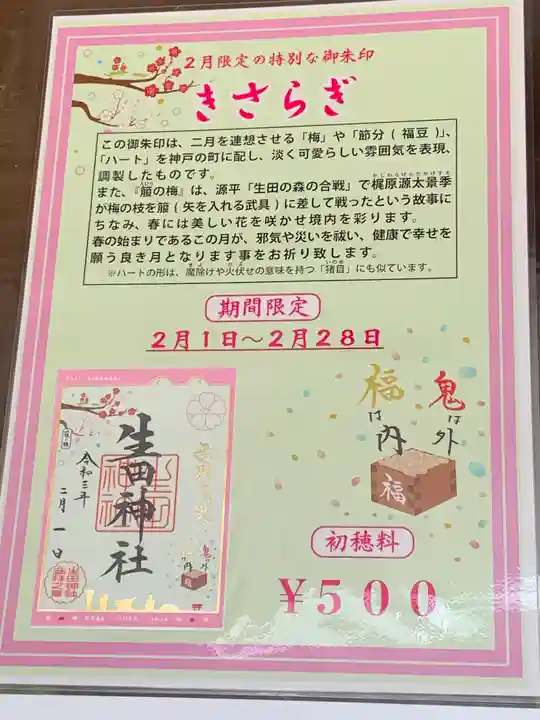 2月限定の特別な御朱印
きさらぎ
この御朱印は、二月を連想させる「梅」や「節分(福豆)」、
「ハート」を神戸の町に配し、淡く可愛らしい雰囲気を表現、
調製したものです。
また、『箙の梅』は、源平「生田の森の合戦」で梶原源太景季
が梅の枝を箙(矢を入れる武具)に差して戦ったという故事に
ちなみ、春には美しい花を咲かせ境内を彩ります。
春の始まりであるこの月が、邪気や災いを祓い、健康で幸せを
願う良き月となります事をお祈り致します。
※ハートの形は、魔除けや火伏せの意味を持つ「猪目」にも似ています。
期間限定
2月1日~2月28日
鬼は外
福は内
福
生田神社
令和三年
二月一日
鬼は外
初穂料
¥500